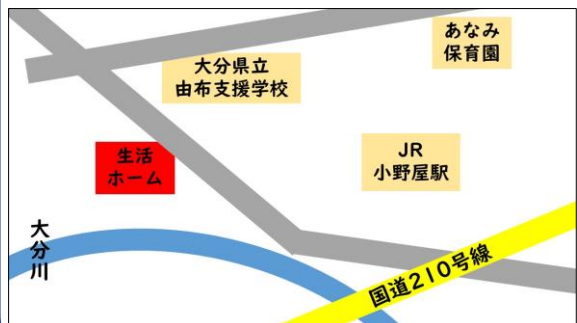 あなみ
保育園
大分県立
由布支援学校
生活
ホーム
JR
小野屋駅
大分川
国道210号線